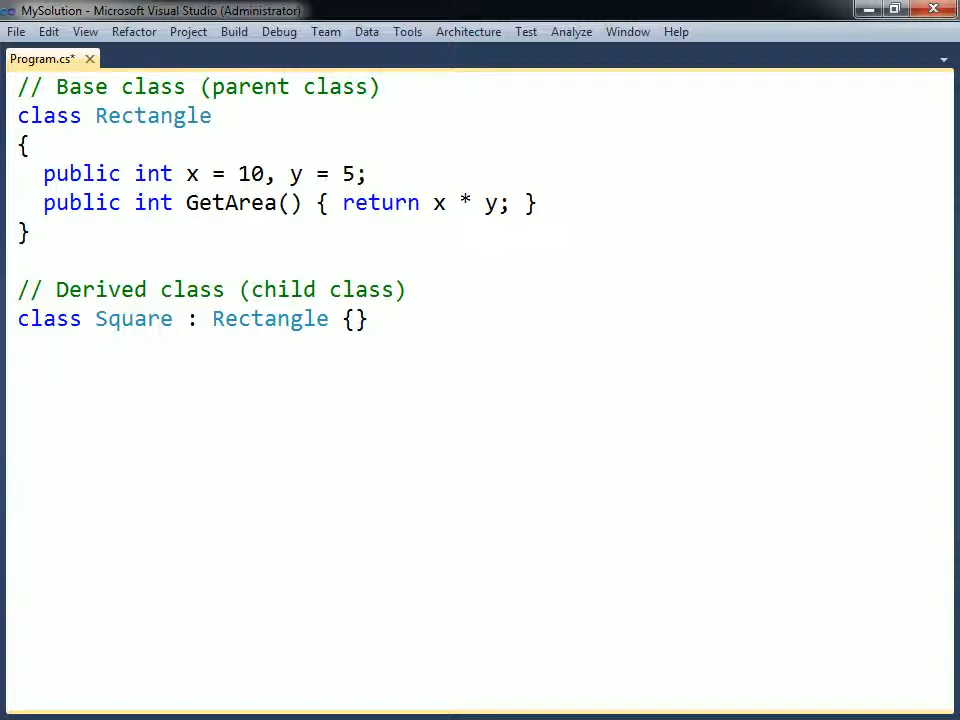 MySolution - Microsoft Visual Studio (Administrator)
File Edit View Refactor Project Build Debug Team Data Tools Architecture Test Analyze Window Help
Program.cs*
// Base class (parent class)
class Rectangle
{
  public int x = 10, y = 5;
  public int GetArea() { return x * y; }
}
// Derived class (child class)
class Square : Rectangle {}